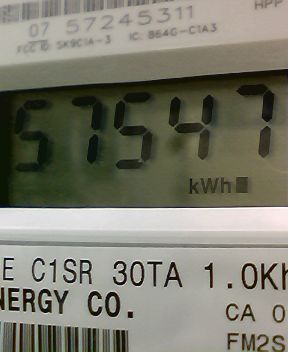 HPP
07 57245311
FCC ID: SK9C1A-3 IC: 864G-C1A3
57547
kWh
E C1SR 30TA 1.0Kh
NERGY CO.
CA 0
FM2S